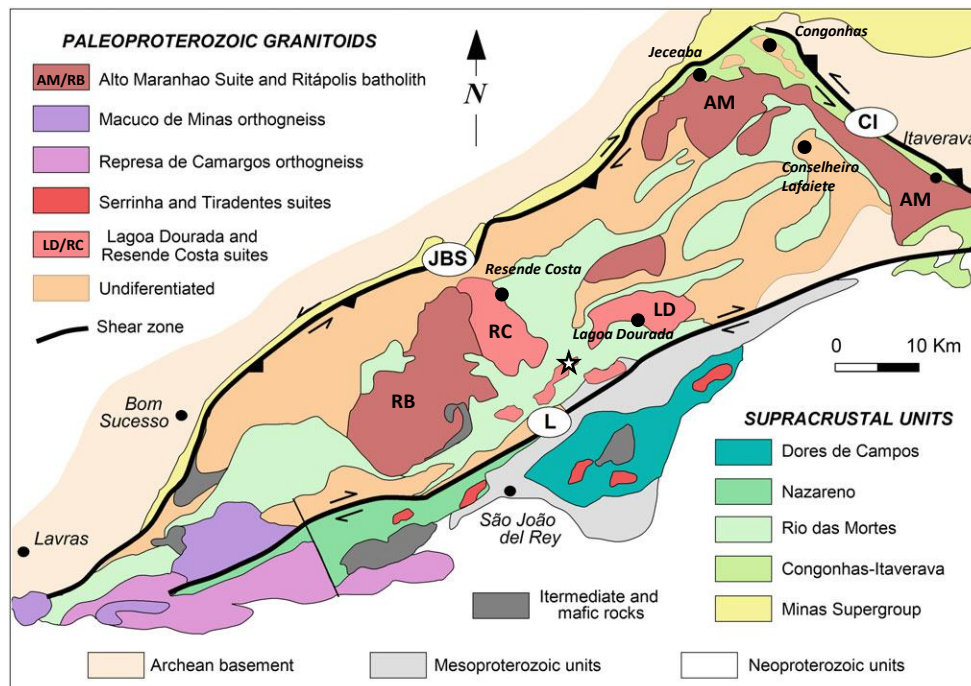 PALEOPROTEROZOIC GRANITOIDS
AM/RB Alto Maranhao Suite and Ritápolis batholith
Macuco de Minas orthogneiss
Represa de Camargos orthogneiss
Serrinha and Tiradentes suites
LD/RC Lagoa Dourada and
Resende Costa suites
Undiferentiated
Shear zone
N
Congonhas
Jeceaba
AM
CI
Itaverava
Conselheiro
Lafaiete
AM
JBS
Resende Costa
RC
LD
Lagoa Dourada
0 10 Km
RB
Bom
Sucesso
L
São João
del Rey
Lavras
SUPRACRUSTAL UNITS
Dores de Campos
Nazareno
Rio das Mortes
Congonhas-Itaverava
Minas Supergroup
Itermediate and
mafic rocks
Archean basement
Mesoproterozoic units
Neoproterozoic units